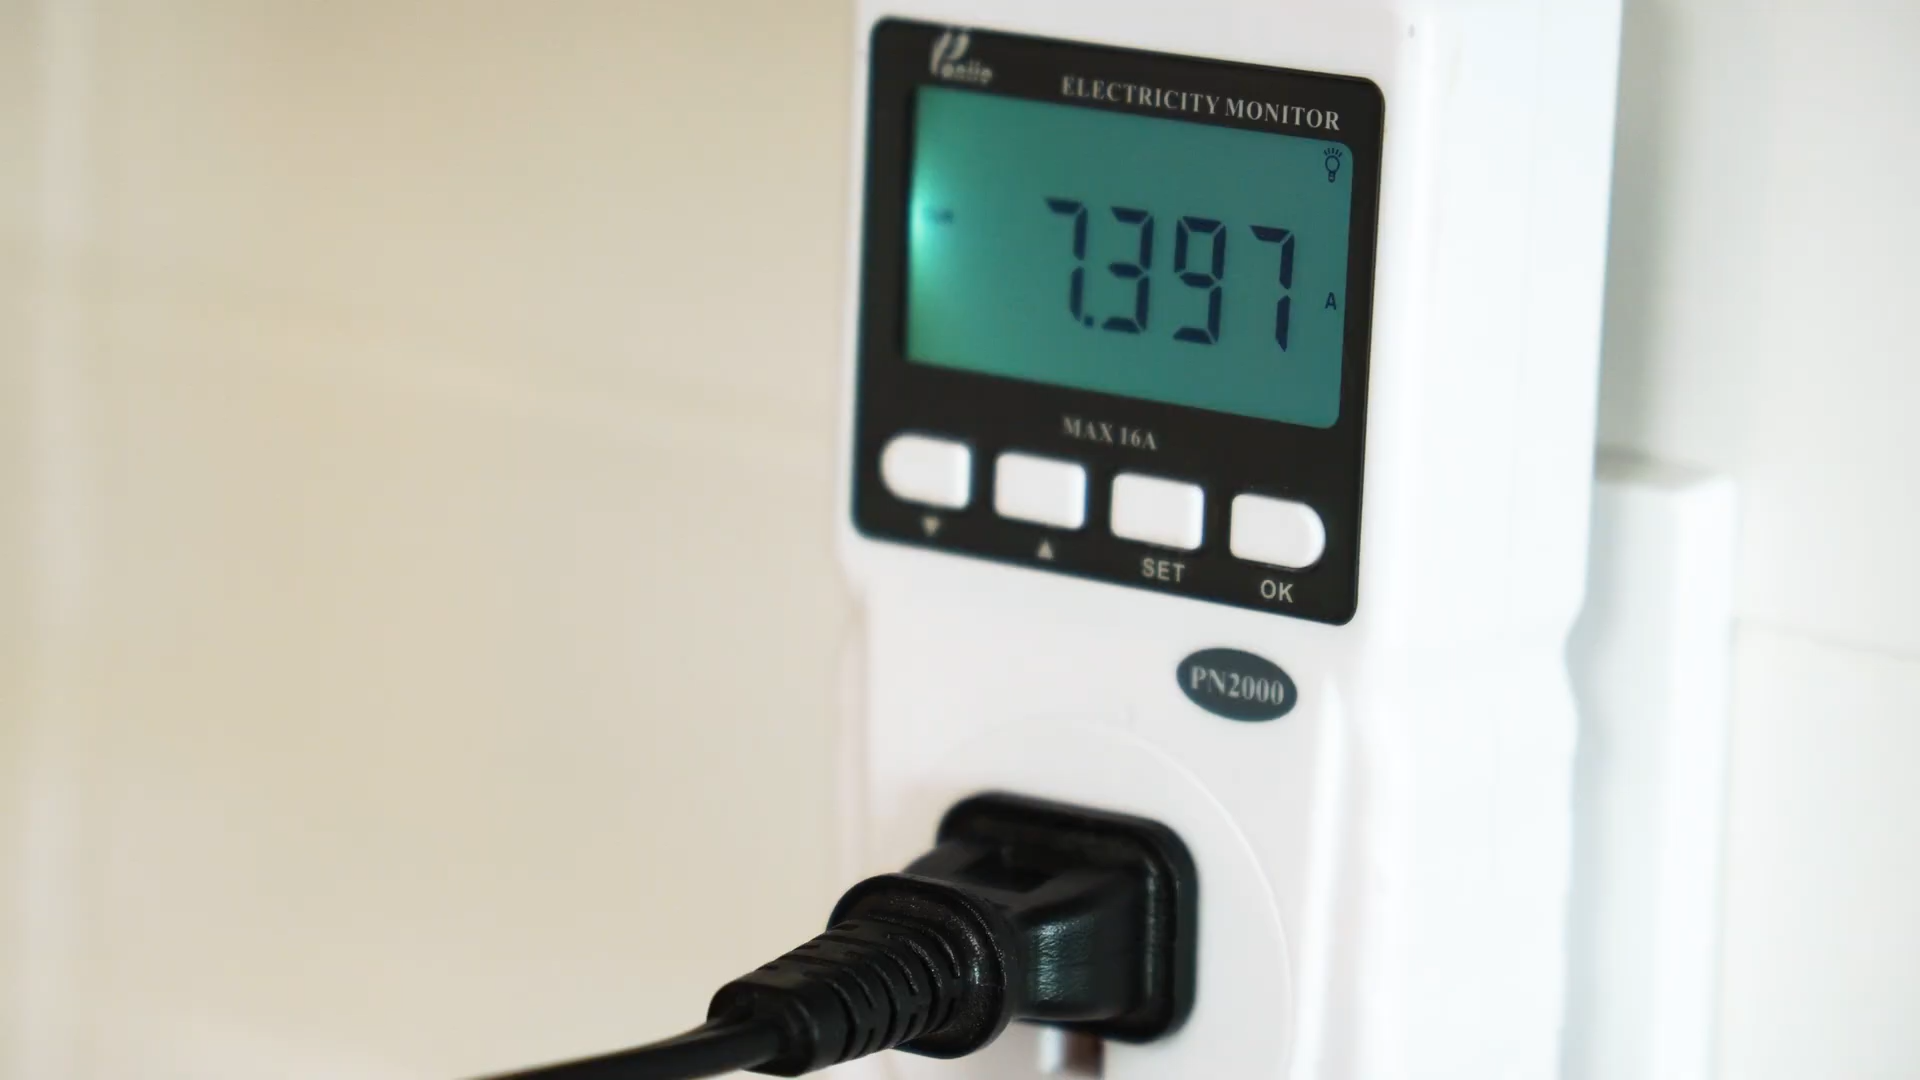 ELECTRICITY MONITOR
7.397
A
MAX 16A
▼ ▲ SET OK
PN2000